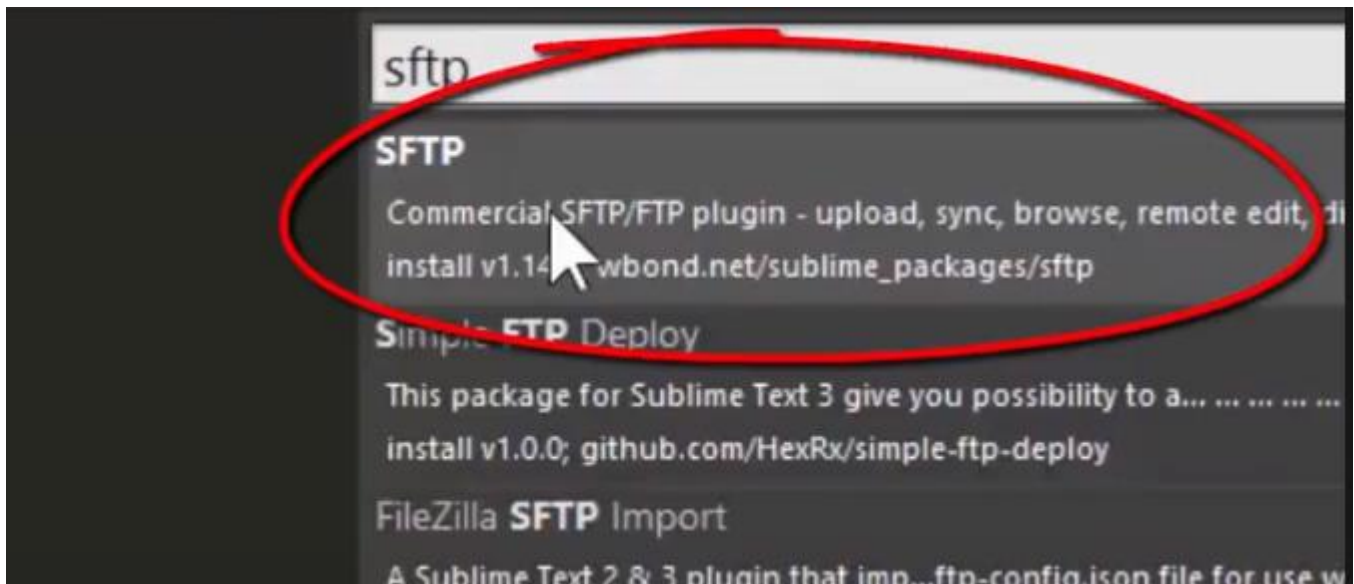 sftp
SFTP
Commercial SFTP/FTP plugin - upload, sync, browse, remote edit,
install v1.14 wbond.net/sublime_packages/sftp
Simple FTP Deploy
This package for Sublime Text 3 give you possibility to a... ... ... ... ...
install v1.0.0; github.com/HexRx/simple-ftp-deploy
FileZilla SFTP Import
A Sublime Text 2 & 3 plugin that imp...ftp-config.json file for use